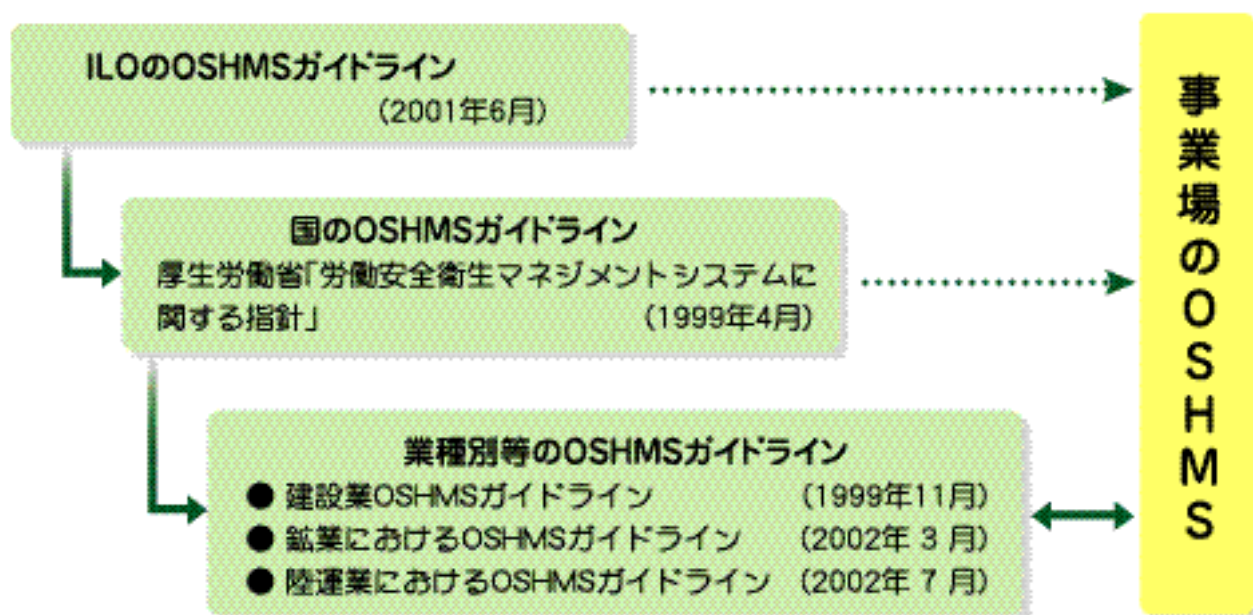 ILOのOSHMSガイドライン
(2001年6月)
国のOSHMSガイドライン
厚生労働省「労働安全衛生マネジメントシステムに
関する指針」 (1999年4月)
業種別等のOSHMSガイドライン
● 建設業OSHMSガイドライン (1999年11月)
● 鉱業におけるOSHMSガイドライン (2002年 3 月)
● 陸運業におけるOSHMSガイドライン (2002年 7 月)
事業場のOSHMS